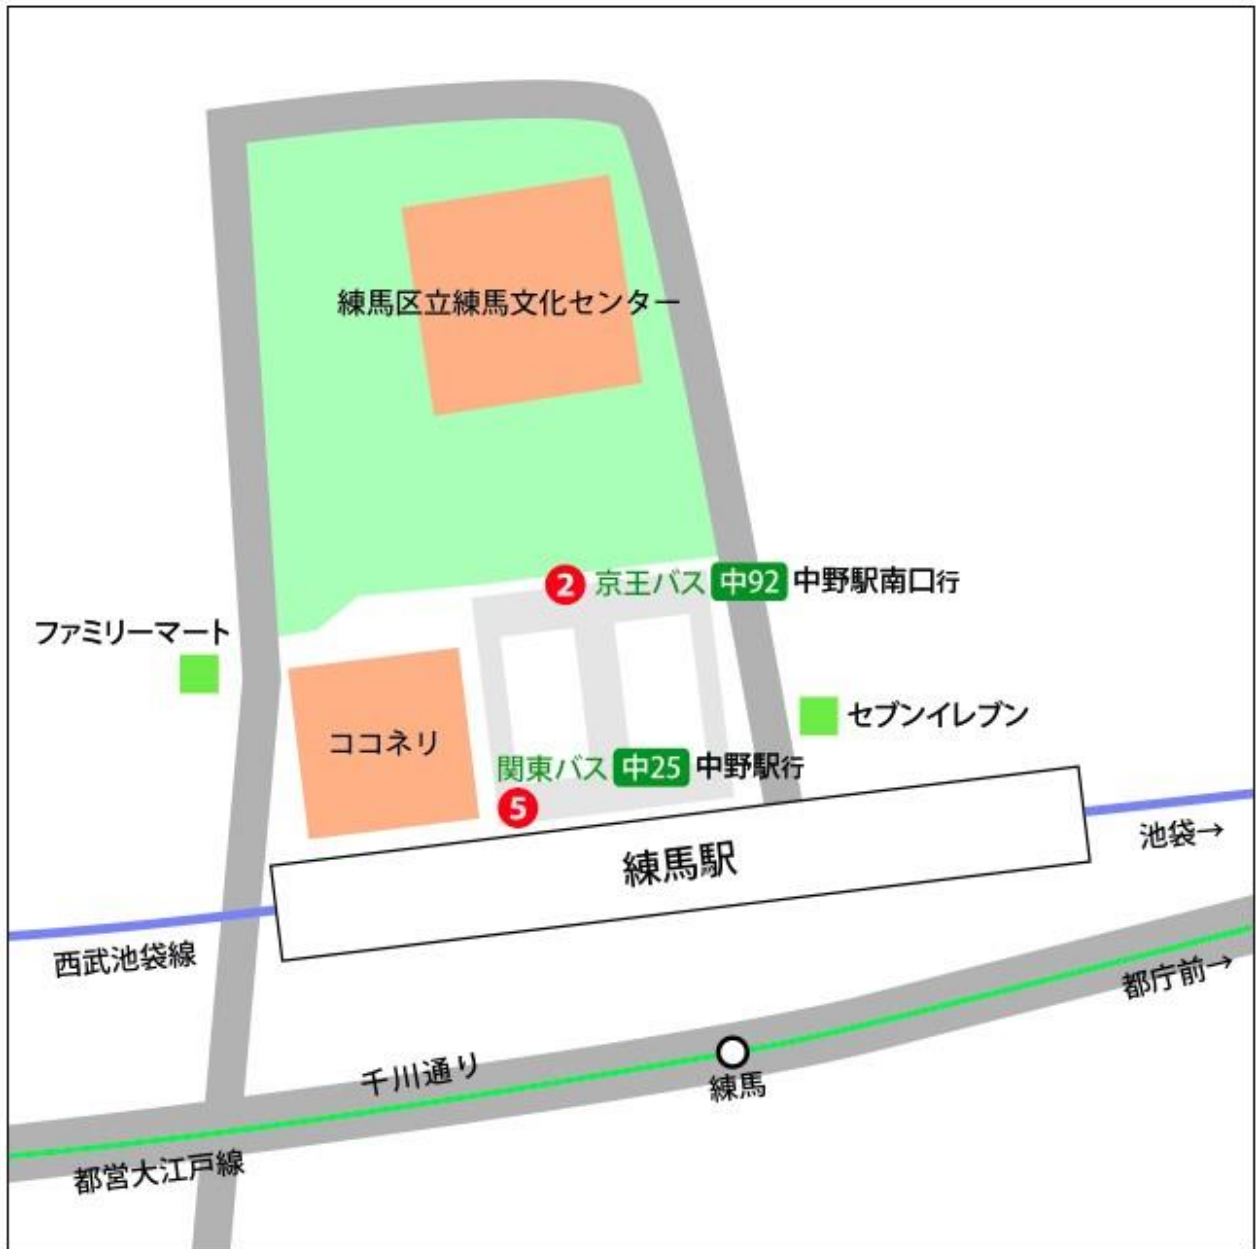 練馬区立練馬文化センター
2 京王バス 中92 中野駅南口行
ファミリーマート
セブンイレブン
ココネリ
関東バス 中25 中野駅行
5
練馬駅
池袋→
西武池袋線
都庁前→
千川通り
練馬
都営大江戸線